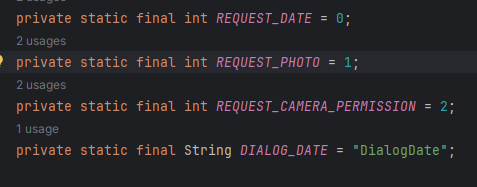 private static final int REQUEST_DATE = 0;
2 usages
private static final int REQUEST_PHOTO = 1;
2 usages
private static final int REQUEST_CAMERA_PERMISSION = 2;
1 usage
private static final String DIALOG_DATE = "DialogDate";